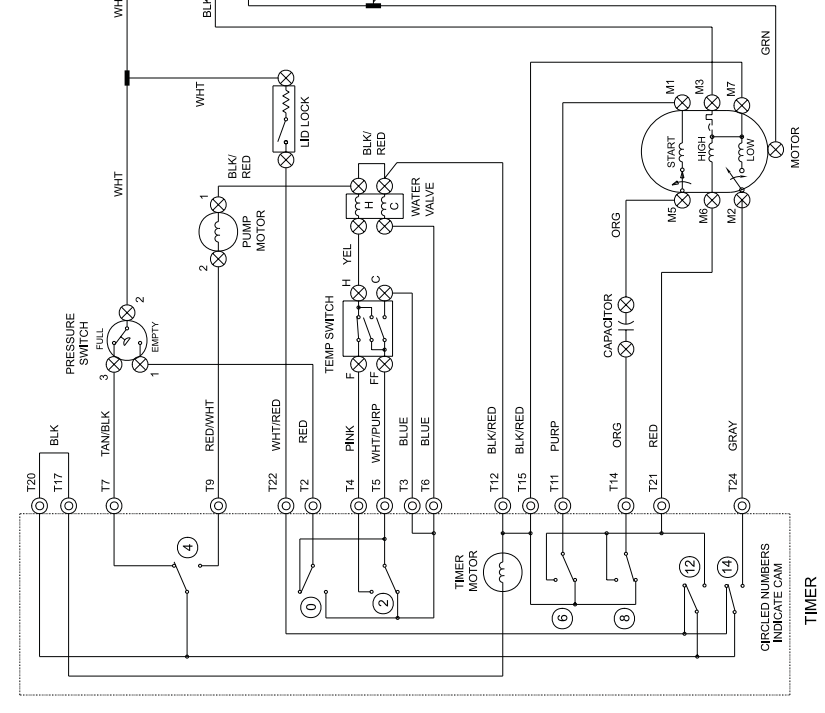 WH
BLK
GRN
WHT
WHT
LID LOCK
BLK/
RED
BLK/
RED
1
PUMP
MOTOR
2
H
C
WATER
VALVE
YEL
H
C
TEMP SWITCH
F
FF
PRESSURE
SWITCH
FULL
EMPTY
2
3
1
M1
M3
M7
START
HIGH
LOW
M5
M6
M2
MOTOR
ORG
CAPACITOR
BLK
TAN/BLK
RED/WHT
WHT/RED
RED
PINK
WHT/PURP
BLUE
BLUE
BLK/RED
BLK/RED
PURP
ORG
RED
GRAY
T20
T17
T7
T9
T22
T2
T4
T5
T3
T6
T12
T15
T11
T14
T21
T24
4
0
2
TIMER
MOTOR
6
8
12
14
CIRCLED NUMBERS
INDICATE CAM
TIMER